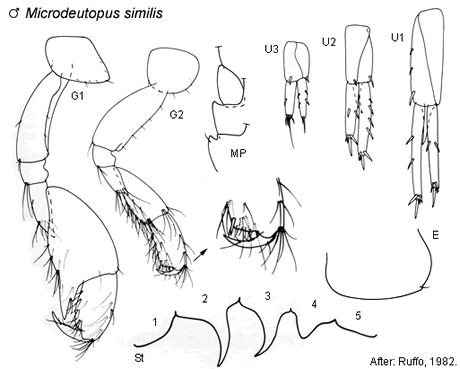 ♂ Microdeutopus similis
U3
U2
U1
G1
G2
MP
E
1
2
3
4
5
St
After: Ruffo, 1982.